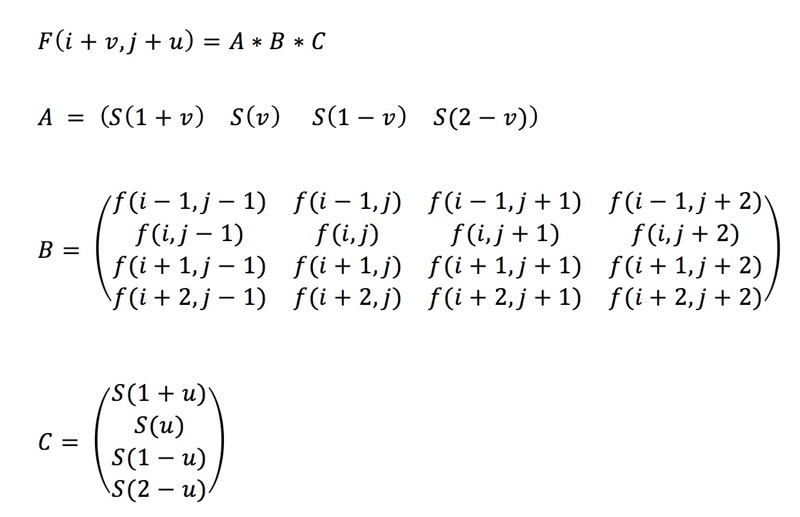 F(i + v, j + u) = A ∗ B ∗ C
A = (S(1 + v) S(v) S(1 − v) S(2 − v))
f(i − 1, j − 1) f(i − 1, j) f(i − 1, j + 1) f(i − 1, j + 2)
f(i, j − 1) f(i, j) f(i, j + 1) f(i, j + 2)
B =
f(i + 1, j − 1) f(i + 1, j) f(i + 1, j + 1) f(i + 1, j + 2)
f(i + 2, j − 1) f(i + 2, j) f(i + 2, j + 1) f(i + 2, j + 2)
S(1 + u)
S(u)
C =
S(1 − u)
S(2 − u)